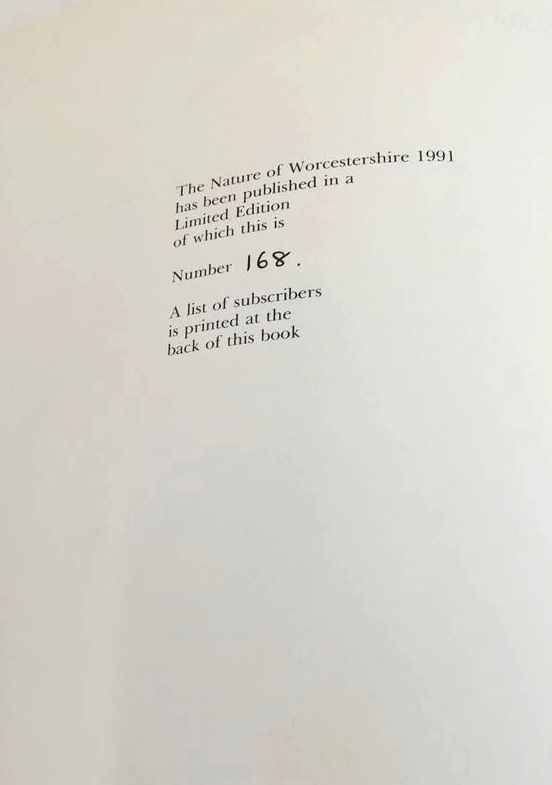 The Nature of Worcestershire 1991
has been published in a
Limited Edition
of which this is
Number 168.
A list of subscribers
is printed at the
back of this book